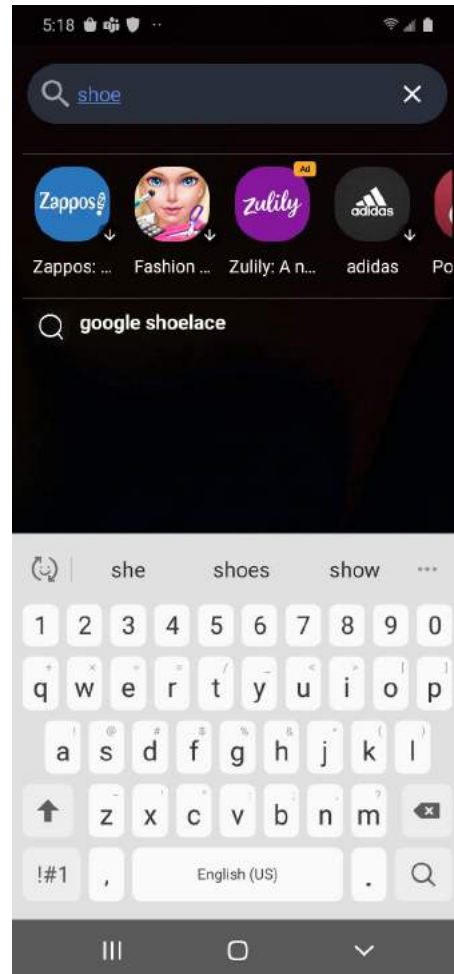 5:18 dji
shoe
Zappos Zulily Ad adidas
Zappos: ... Fashion ... Zulily: A n... adidas Po
google shoelace
she shoes show
1 2 3 4 5 6 7 8 9 0
q w e r t y u i o p
a s d f g h j k l
z x c v b n m
!#1 , English (US) .